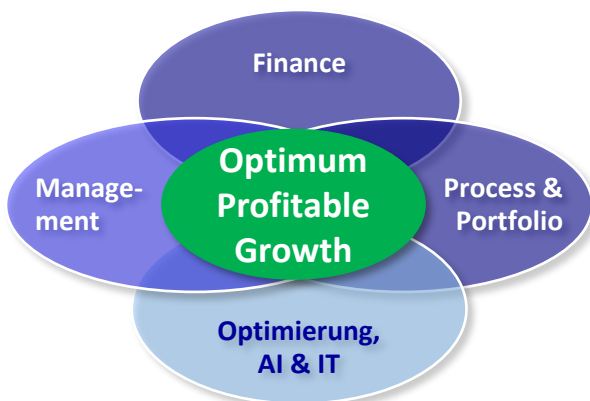 Finance
Optimum
Profitable
Growth
Manage-
ment
Process &
Portfolio
Optimierung,
AI & IT